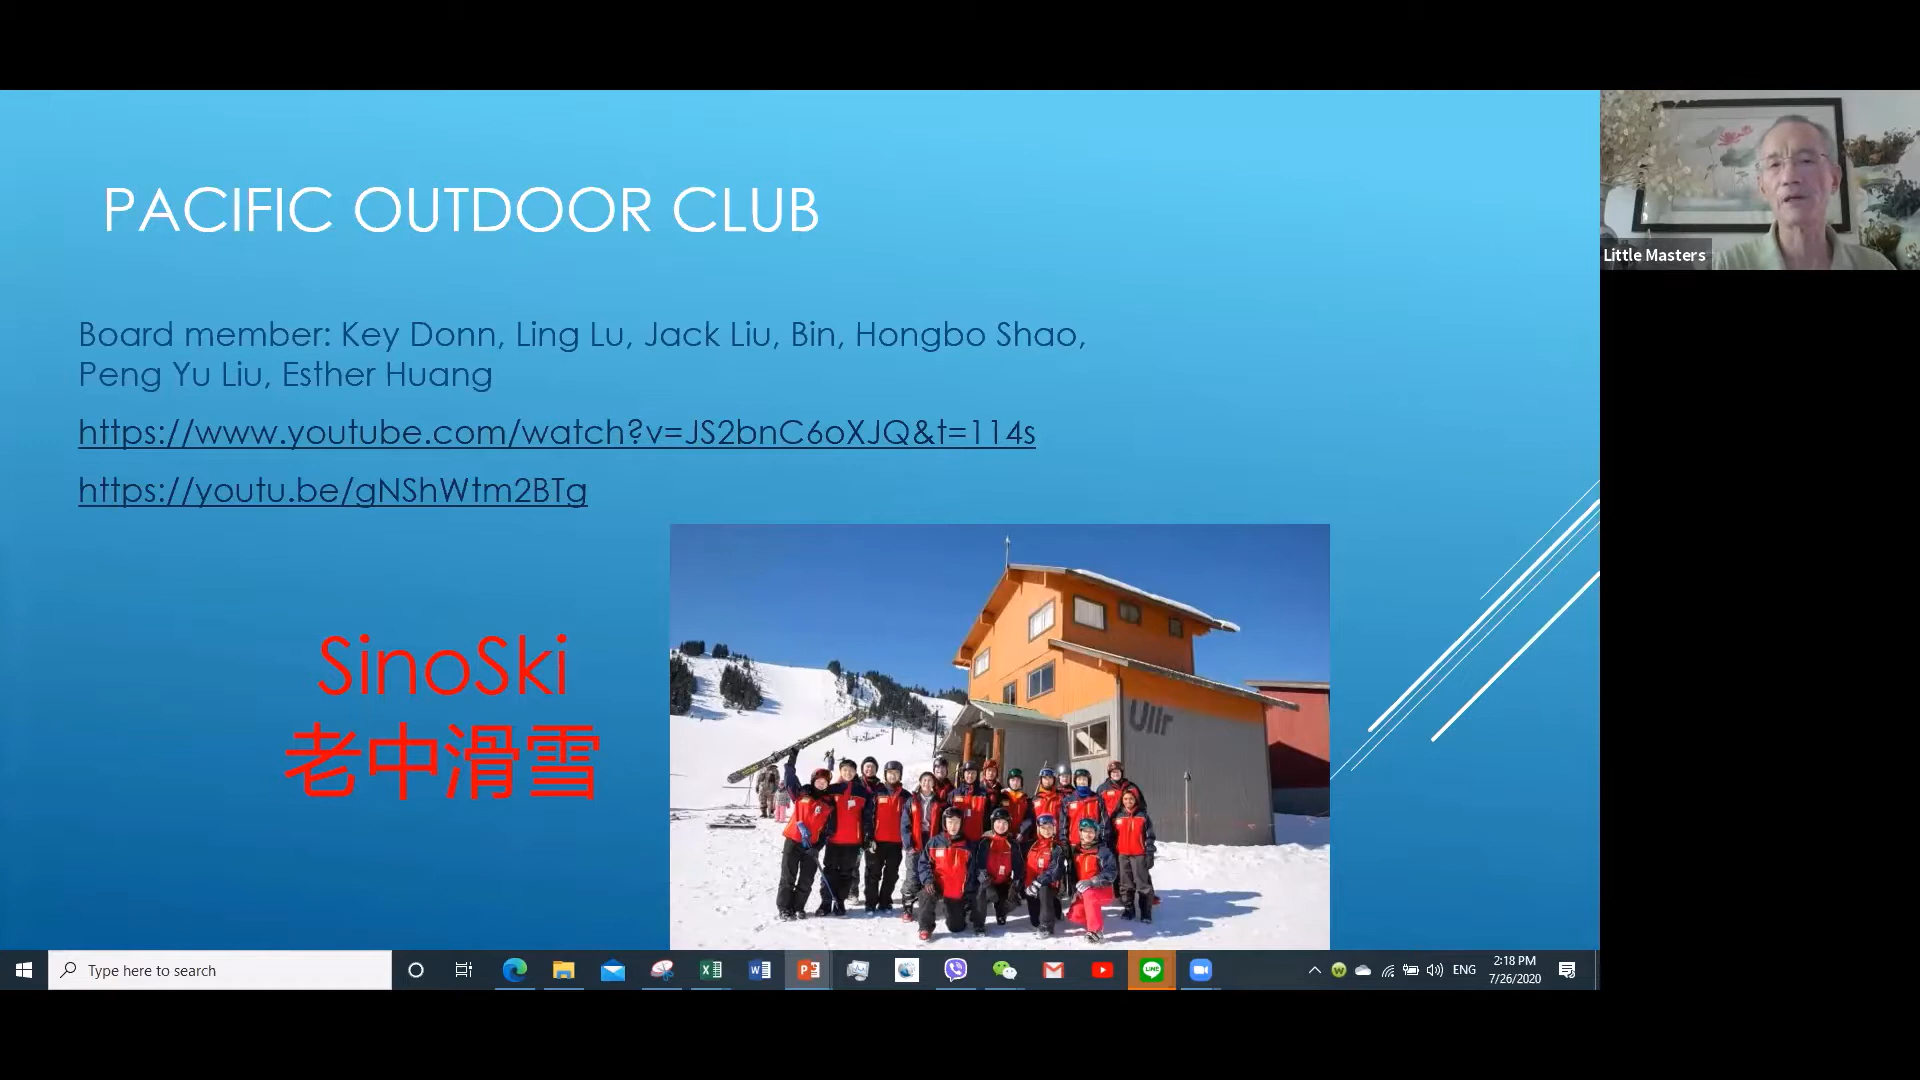 PACIFIC OUTDOOR CLUB
Board member: Key Donn, Ling Lu, Jack Liu, Bin, Hongbo Shao,
Peng Yu Liu, Esther Huang
https://www.youtube.com/watch?v=JS2bnC6oXJQ&t=114s
https://youtu.be/gNShWtm2BTg
SinoSki
老中滑雪
Ullr
Little Masters
Type here to search
LINE
ENG
2:18 PM
7/26/2020